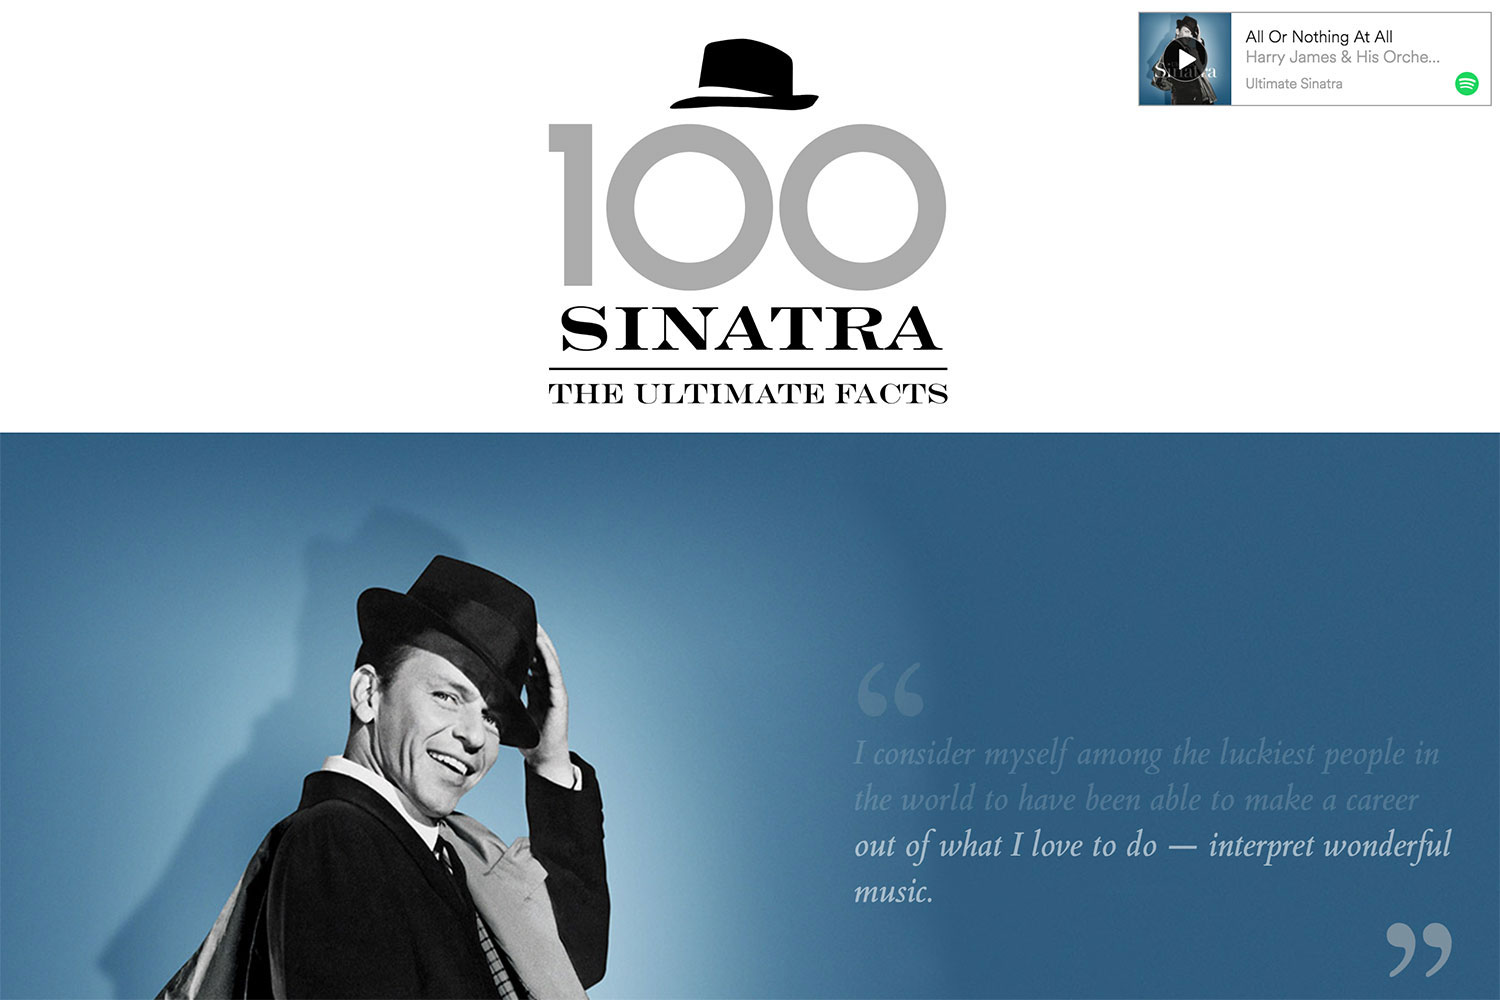 All Or Nothing At All
Harry James & His Orche...
Ultimate Sinatra
Sinatra
100
SINATRA
THE ULTIMATE FACTS
“
I consider myself among the luckiest people in
the world to have been able to make a career
out of what I love to do — interpret wonderful
music.
”